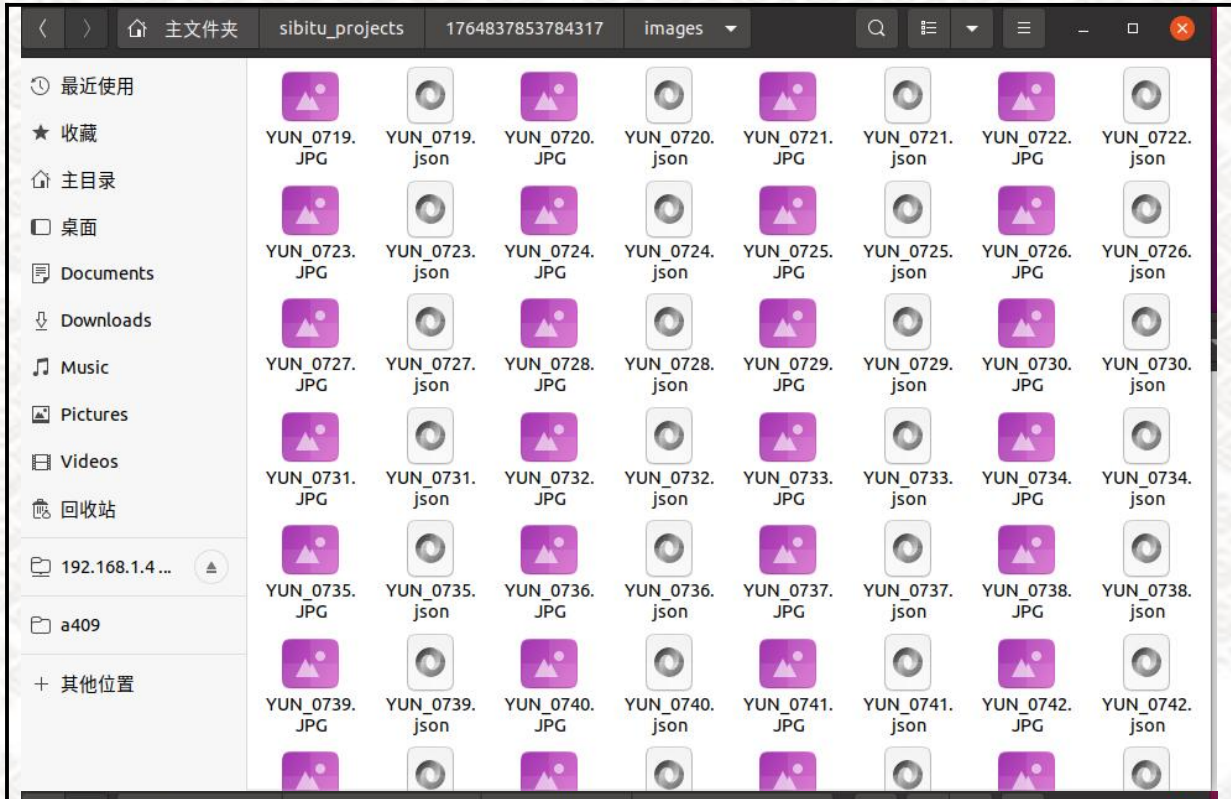 主文件夹 sibitu_projects 1764837853784317 images
最近使用
收藏
主目录
桌面
Documents
Downloads
Music
Pictures
Videos
回收站
192.168.1.4 ...
a409
+ 其他位置
YUN_0719. YUN_0719. YUN_0720. YUN_0720. YUN_0721. YUN_0721. YUN_0722. YUN_0722.
JPG json JPG json JPG json JPG json
YUN_0723. YUN_0723. YUN_0724. YUN_0724. YUN_0725. YUN_0725. YUN_0726. YUN_0726.
JPG json JPG json JPG json JPG json
YUN_0727. YUN_0727. YUN_0728. YUN_0728. YUN_0729. YUN_0729. YUN_0730. YUN_0730.
JPG json JPG json JPG json JPG json
YUN_0731. YUN_0731. YUN_0732. YUN_0732. YUN_0733. YUN_0733. YUN_0734. YUN_0734.
JPG json JPG json JPG json JPG json
YUN_0735. YUN_0735. YUN_0736. YUN_0736. YUN_0737. YUN_0737. YUN_0738. YUN_0738.
JPG json JPG json JPG json JPG json
YUN_0739. YUN_0739. YUN_0740. YUN_0740. YUN_0741. YUN_0741. YUN_0742. YUN_0742.
JPG json JPG json JPG json JPG json